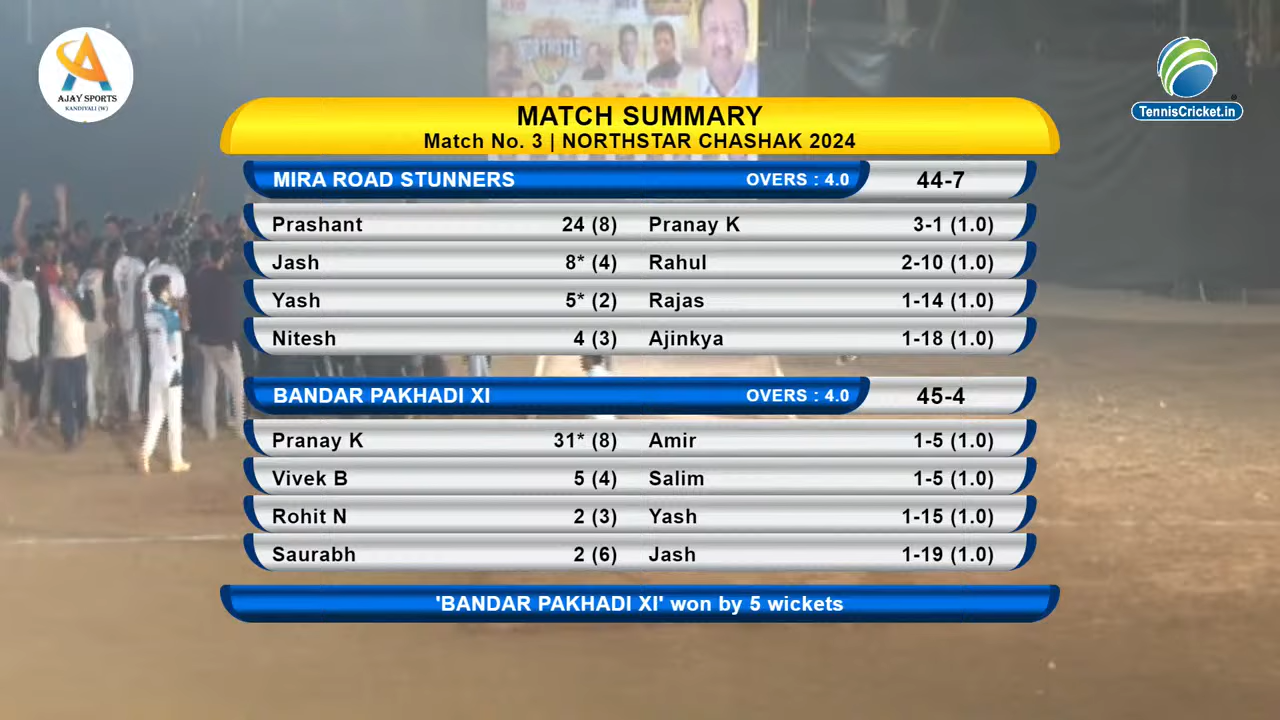 AJAY SPORTS
KANDIVALI (W)
NORTHSTAR
TennisCricket.in
MATCH SUMMARY
Match No. 3 | NORTHSTAR CHASHAK 2024
MIRA ROAD STUNNERS OVERS : 4.0 44-7
Prashant 24 (8) Pranay K 3-1 (1.0)
Jash 8* (4) Rahul 2-10 (1.0)
Yash 5* (2) Rajas 1-14 (1.0)
Nitesh 4 (3) Ajinkya 1-18 (1.0)
BANDAR PAKHADI XI OVERS : 4.0 45-4
Pranay K 31* (8) Amir 1-5 (1.0)
Vivek B 5 (4) Salim 1-5 (1.0)
Rohit N 2 (3) Yash 1-15 (1.0)
Saurabh 2 (6) Jash 1-19 (1.0)
'BANDAR PAKHADI XI' won by 5 wickets